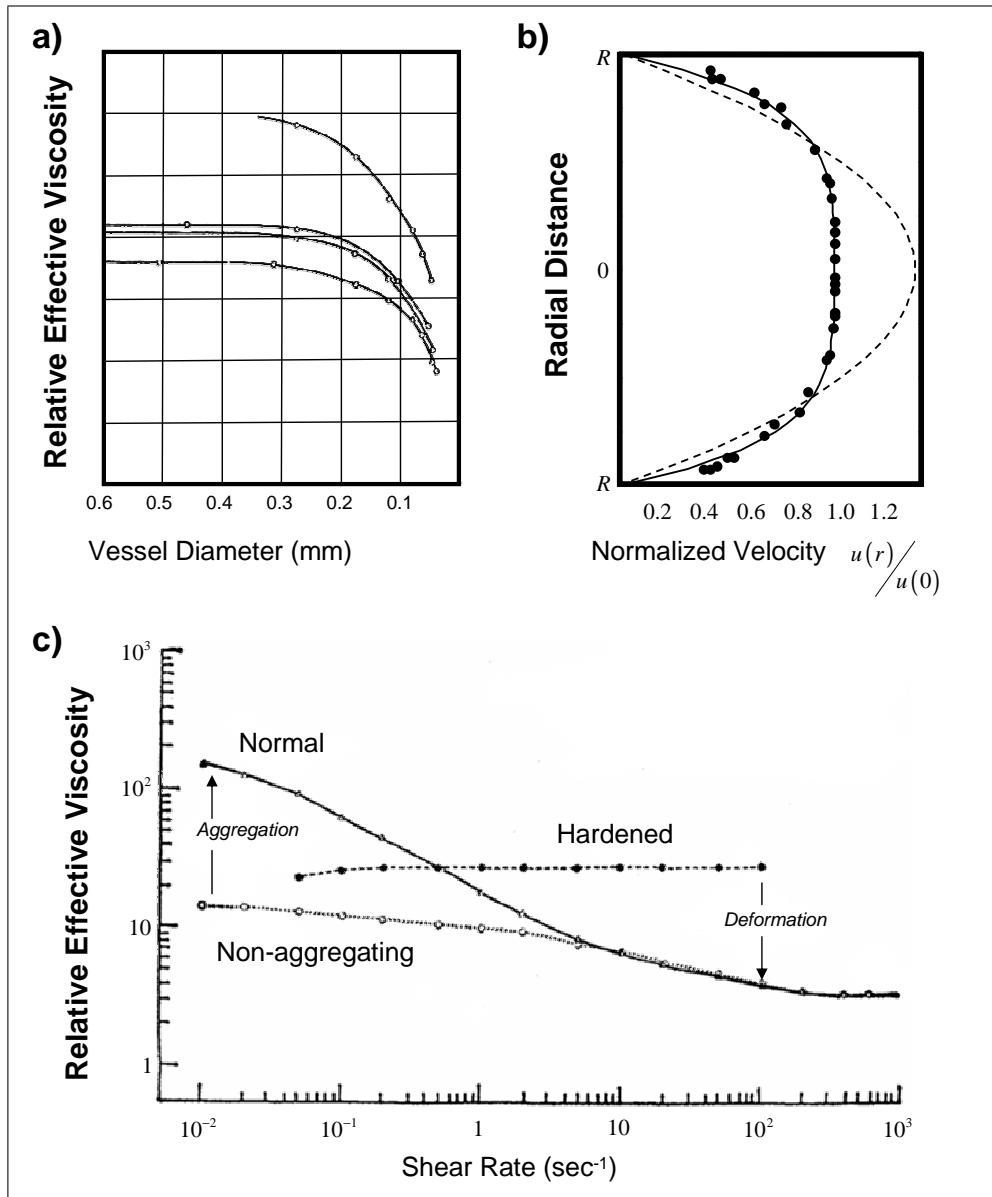 a)
Relative Effective Viscosity
0.6 0.5 0.4 0.3 0.2 0.1
Vessel Diameter (mm)
b)
R
0
R
Radial Distance
0.2 0.4 0.6 0.8 1.0 1.2
Normalized Velocity u(r)/u(0)
c)
Relative Effective Viscosity
10³
10²
10
1
Normal
Aggregation
Hardened
Non-aggregating
Deformation
10⁻² 10⁻¹ 1 10 10² 10³
Shear Rate (sec⁻¹)